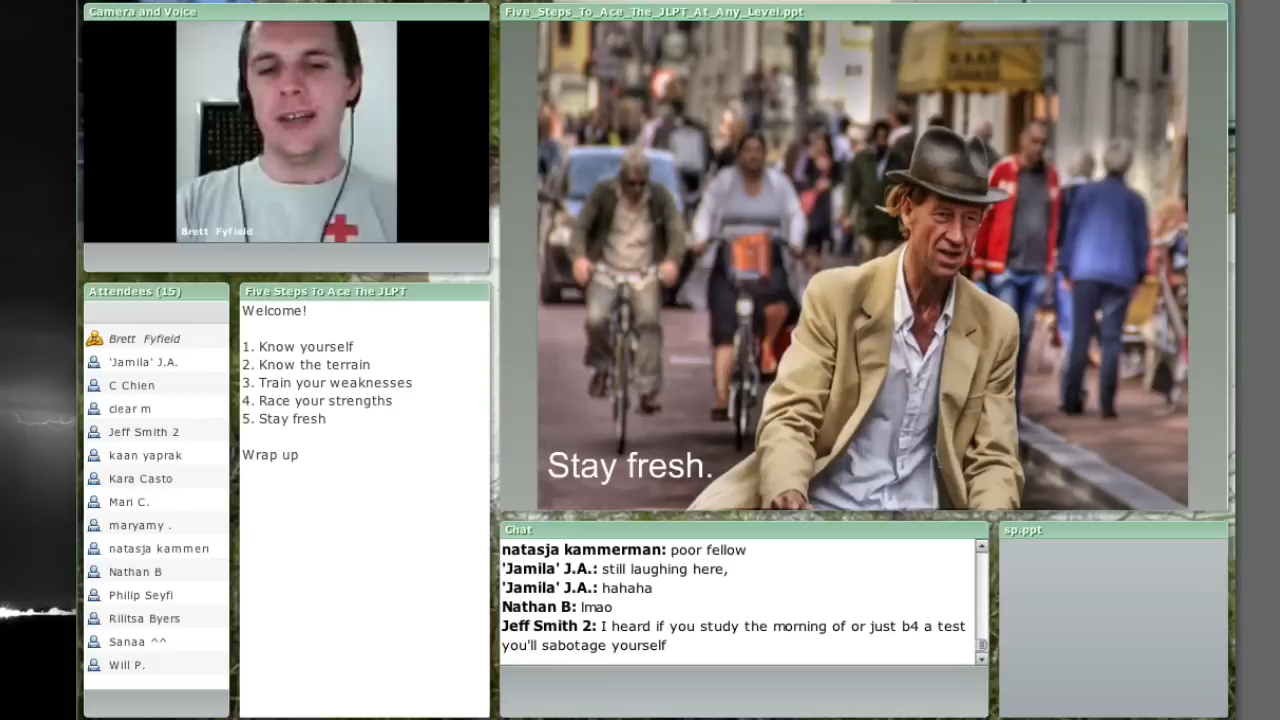 Camera and Voice
Brett Fyfield
Attendees (15)
Brett Fyfield
'Jamila' J.A.
C Chien
clear m
Jeff Smith 2
kaan yaprak
Kara Casto
Mari C.
maryamy .
natasja kammeri
Nathan B
Philip Seyfi
Rilitsa Byers
Sanaa ^^
Will P.
Five Steps To Ace The JLPT
Welcome!
1. Know yourself
2. Know the terrain
3. Train your weaknesses
4. Race your strengths
5. Stay fresh
Wrap up
Five_Steps_To_Ace_The_JLPT_At_Any_Level.ppt
Stay fresh.
Chat
natasja kammerman: poor fellow
'Jamila' J.A.: still laughing here,
'Jamila' J.A.: hahaha
Nathan B: lmao
Jeff Smith 2: I heard if you study the morning of or just b4 a test
you'll sabotage yourself
sp.ppt